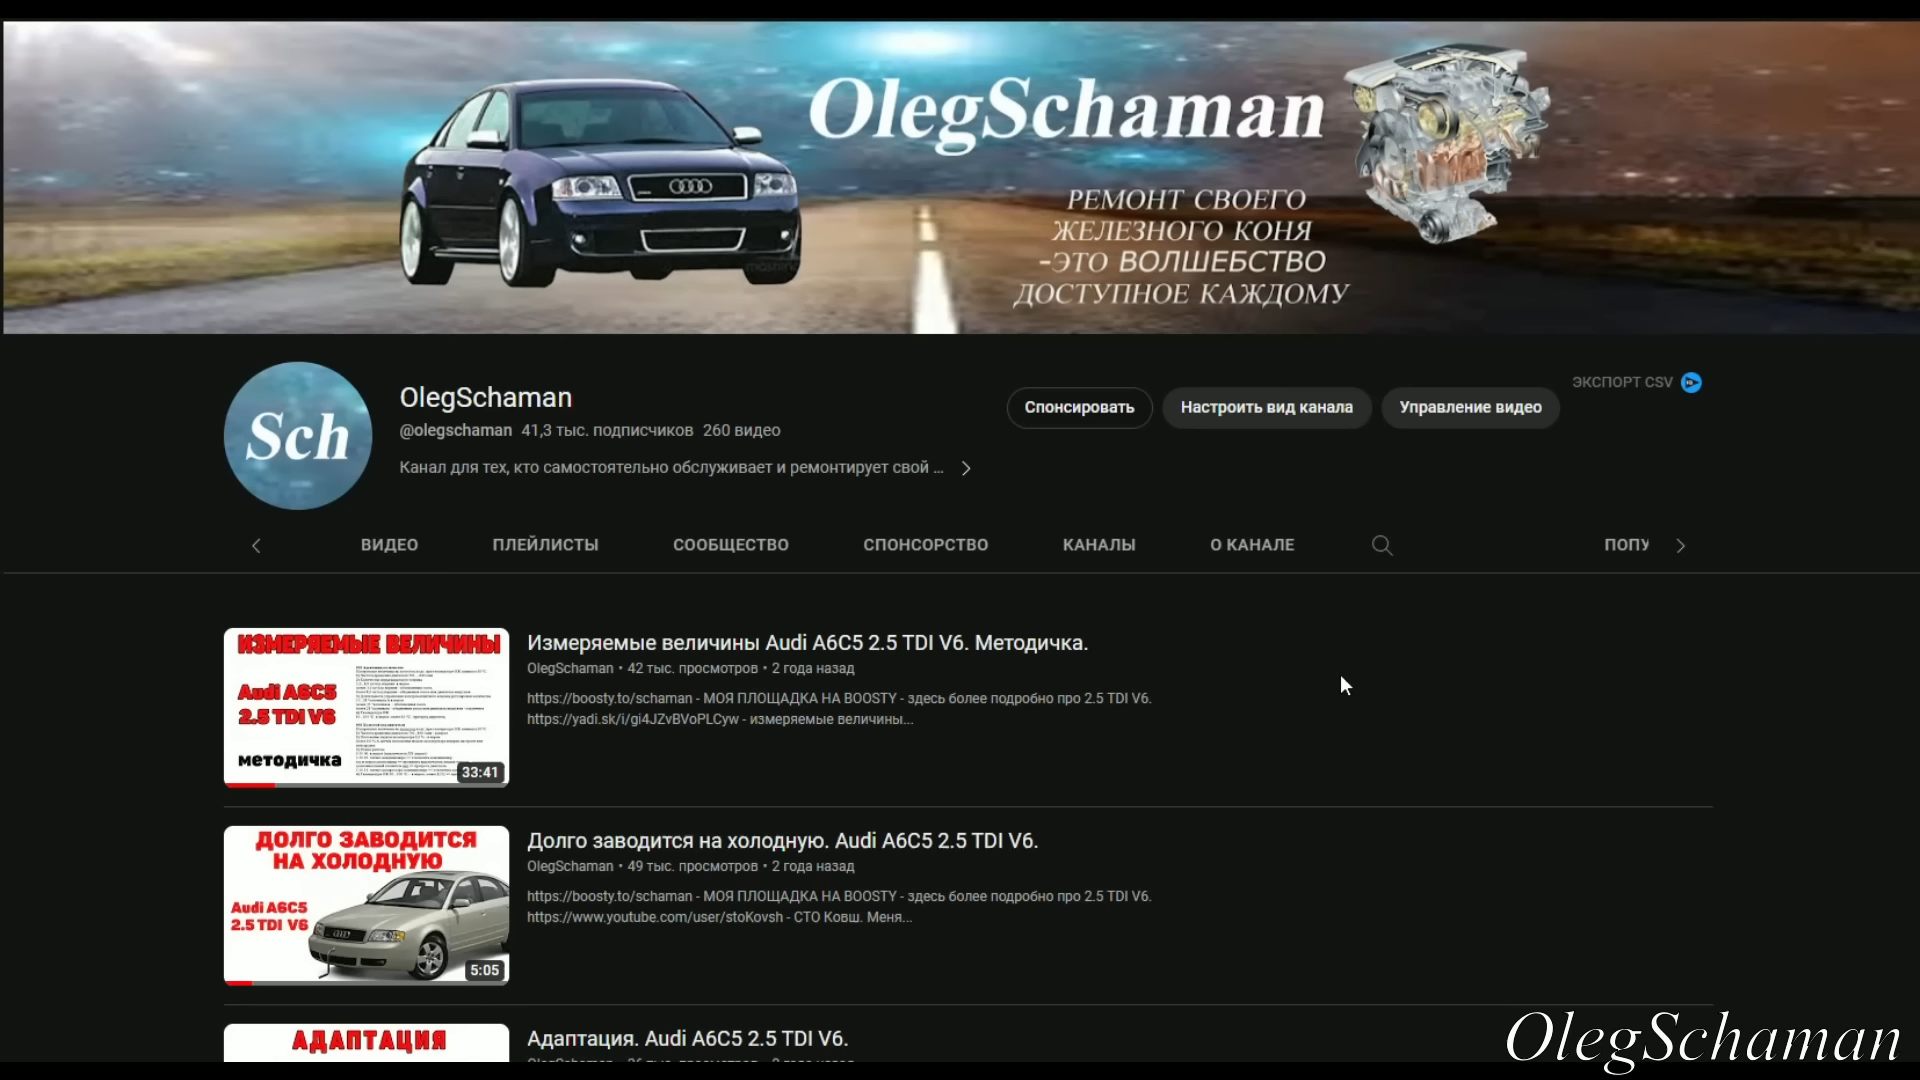 OlegSchaman
РЕМОНТ СВОЕГО
ЖЕЛЕЗНОГО КОНЯ
-ЭТО ВОЛШЕБСТВО
ДОСТУПНОЕ КАЖДОМУ
Sch
OlegSchaman
@olegschaman 41,3 тыс. подписчиков 260 видео
Канал для тех, кто самостоятельно обслуживает и ремонтирует свой ...
Спонсировать
Настроить вид канала
Управление видео
ЭКСПОРТ CSV
ВИДЕО ПЛЕЙЛИСТЫ СООБЩЕСТВО СПОНСОРСТВО КАНАЛЫ О КАНАЛЕ ПОПУ
ИЗМЕРЯЕМЫЕ ВЕЛИЧИНЫ
Audi A6C5
2.5 TDI V6
методичка
33:41
Измеряемые величины Audi A6C5 2.5 TDI V6. Методичка.
OlegSchaman • 42 тыс. просмотров • 2 года назад
https://boosty.to/schaman - МОЯ ПЛОЩАДКА НА BOOSTY - здесь более подробно про 2.5 TDI V6.
https://yadi.sk/i/gi4JZvBVoPLCyw - измеряемые величины...
ДОЛГО ЗАВОДИТСЯ
НА ХОЛОДНУЮ
Audi A6C5
2.5 TDI V6
5:05
Долго заводится на холодную. Audi A6C5 2.5 TDI V6.
OlegSchaman • 49 тыс. просмотров • 2 года назад
https://boosty.to/schaman - МОЯ ПЛОЩАДКА НА BOOSTY - здесь более подробно про 2.5 TDI V6.
https://www.youtube.com/user/stoKovsh - СТО Ковш. Меня...
АДАПТАЦИЯ
Адаптация. Audi A6C5 2.5 TDI V6.
OlegSchaman